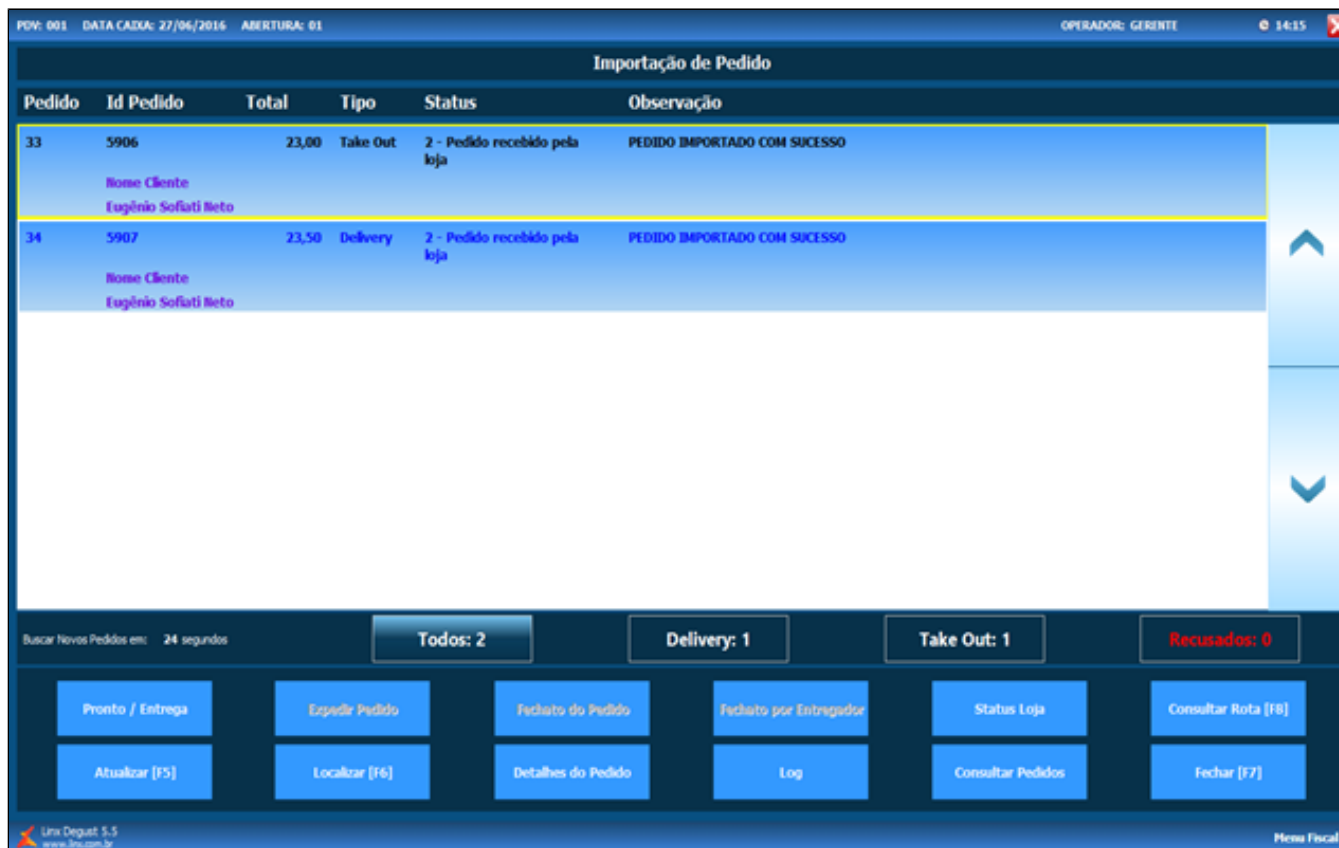 PDV: 001 DATA CAIXA: 27/06/2016 ABERTURA: 01 OPERADOR: GERENTE 14:15
Importação de Pedido
Pedido Id Pedido Total Tipo Status Observação
33 5906 23,00 Take Out 2 - Pedido recebido pela PEDIDO IMPORTADO COM SUCESSO
loja
Nome Cliente
Eugênio Sofiati Neto
34 5907 23,50 Delivery 2 - Pedido recebido pela PEDIDO IMPORTADO COM SUCESSO
loja
Nome Cliente
Eugênio Sofiati Neto
Buscar Novos Pedidos em: 24 segundos Todos: 2 Delivery: 1 Take Out: 1 Recusados: 0
Pronto / Entrega Expedir Pedido Fechato do Pedido Fechato por Entregador Status Loja Consultar Rota [F8]
Atualizar [F5] Localizar [F6] Detalhes do Pedido Log Consultar Pedidos Fechar [F7]
Linx Degust 5.5
www.linx.com.br Menu Fiscal